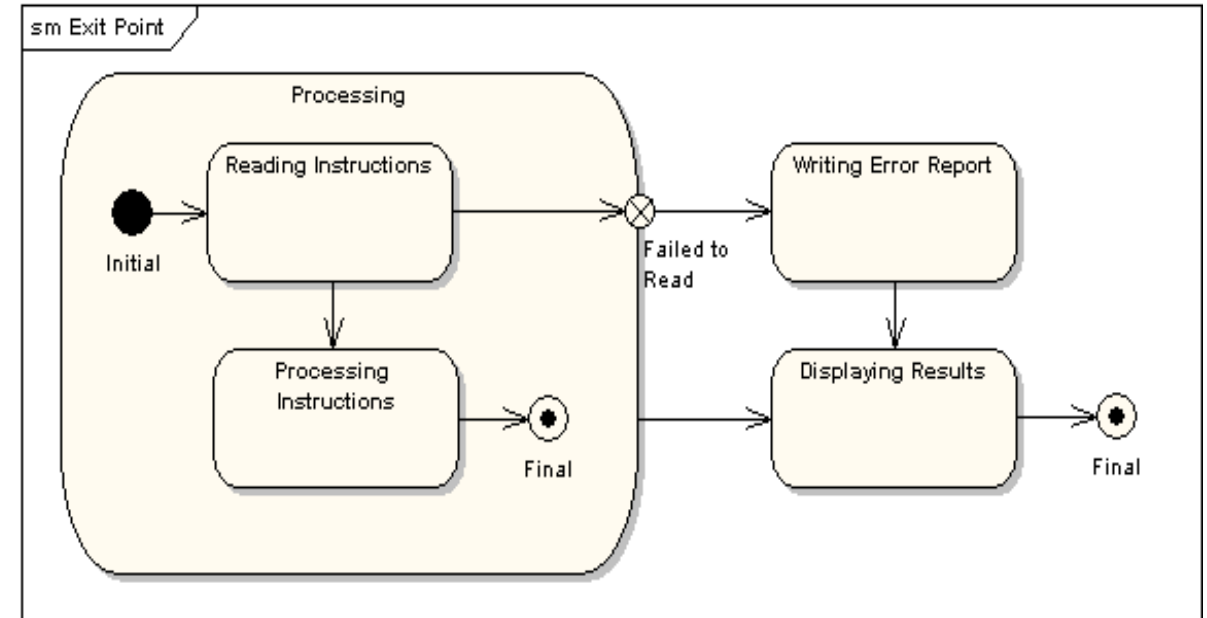 sm Exit Point
Processing
Reading Instructions
Writing Error Report
Initial
Failed to
Read
Processing
Instructions
Displaying Results
Final
Final